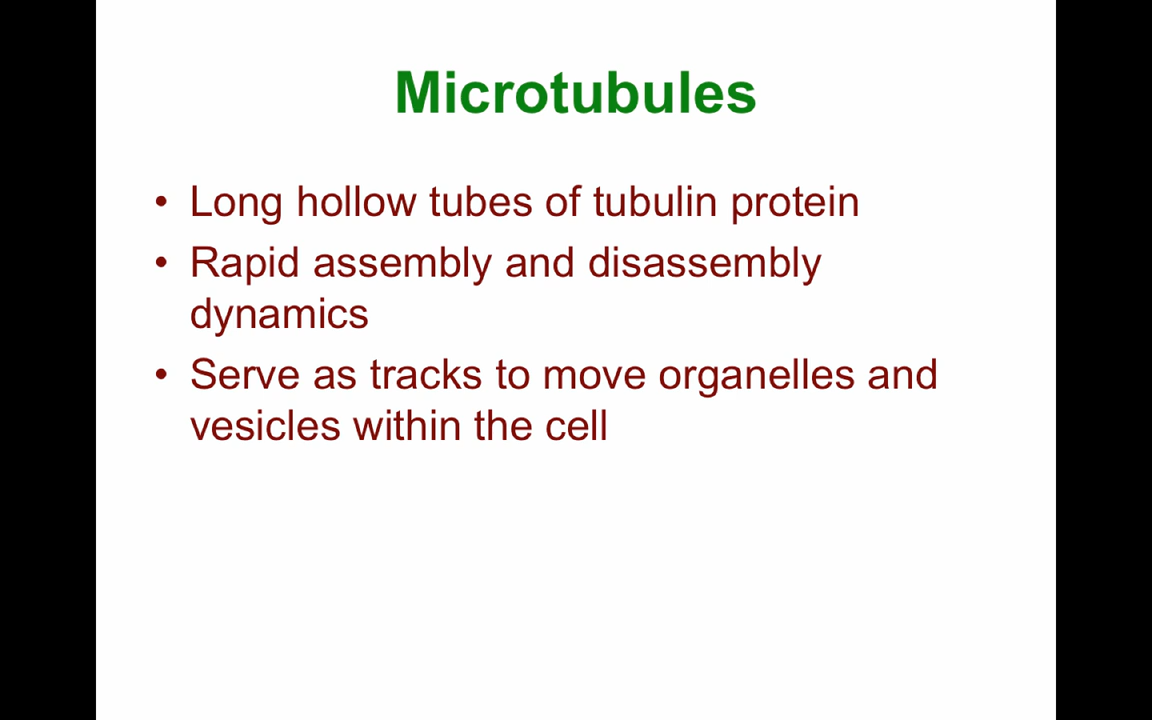 Microtubules
• Long hollow tubes of tubulin protein
• Rapid assembly and disassembly
dynamics
• Serve as tracks to move organelles and
vesicles within the cell